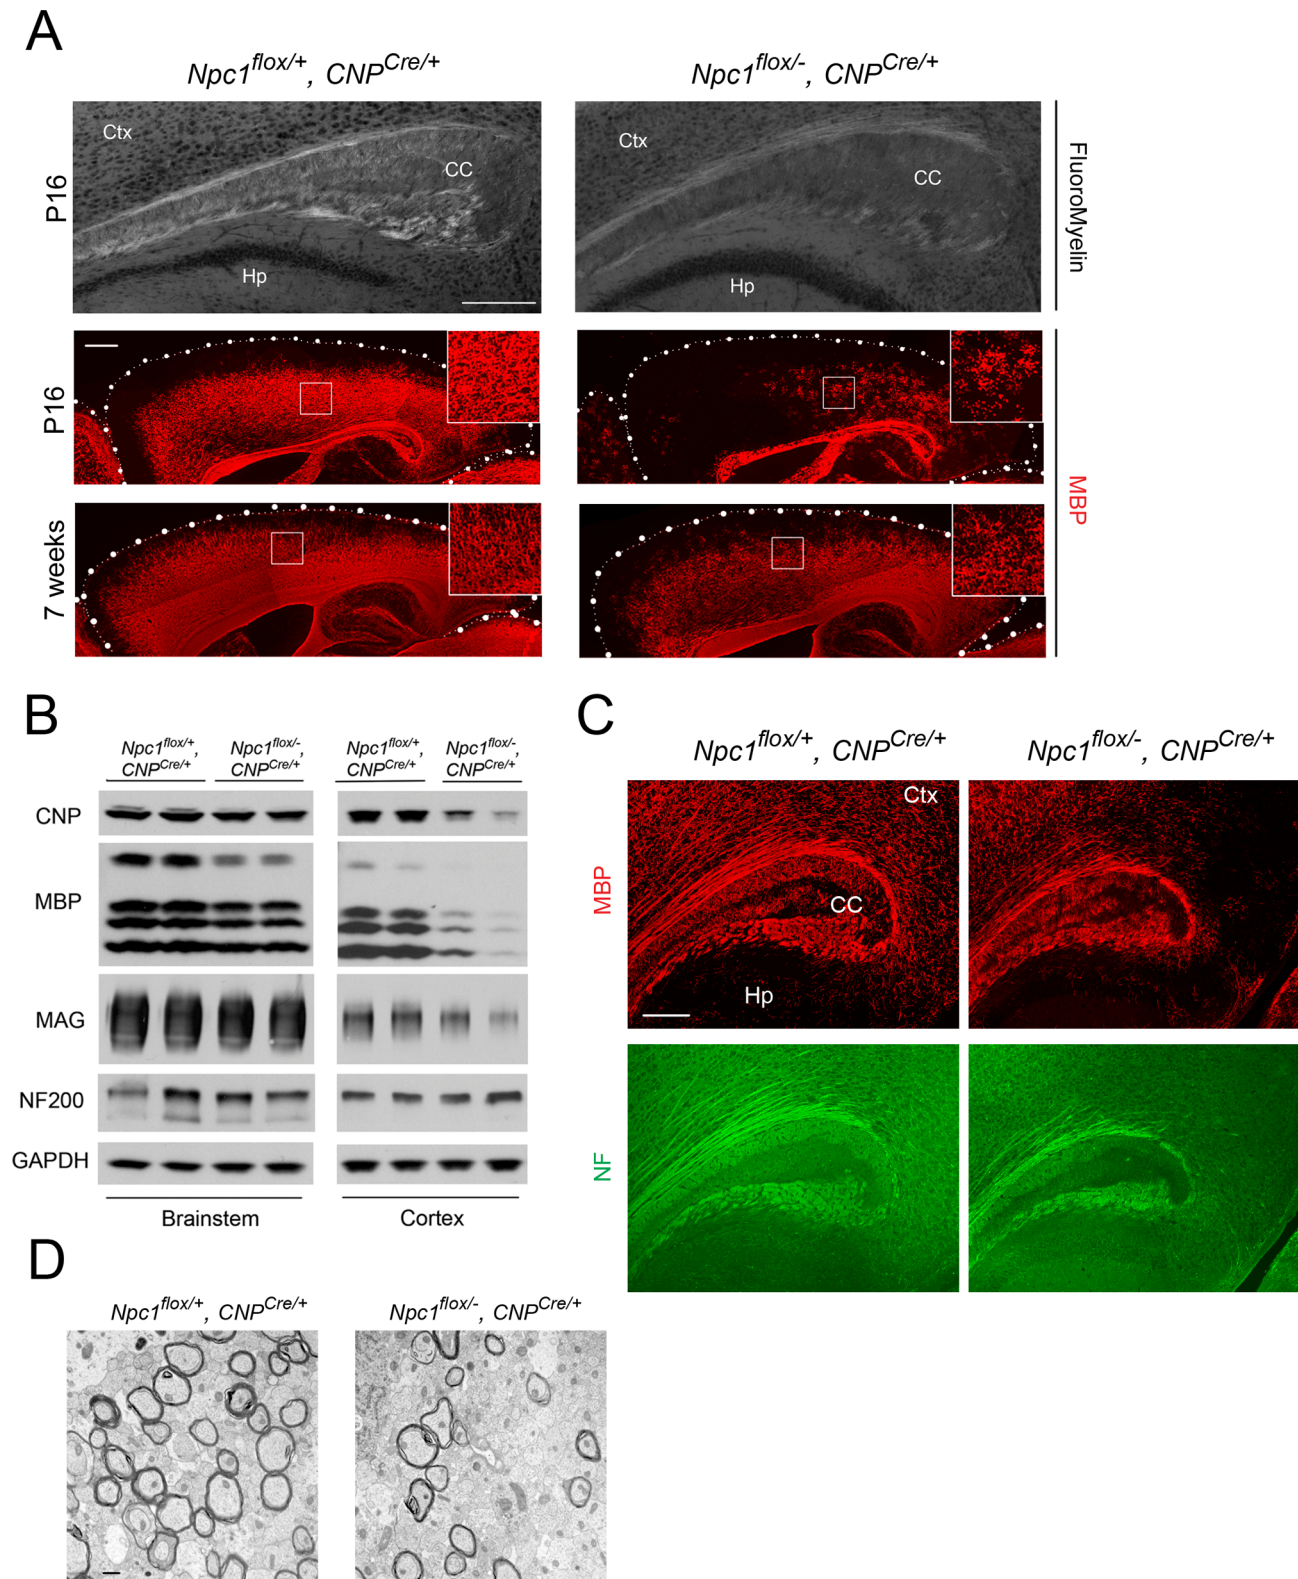 A
Npc1flox/+, CNPCre/+
Npc1flox/-, CNPCre/+
P16
Ctx
CC
Hp
Ctx
CC
Hp
FluoroMyelin
P16
7 weeks
MBP
B
Npc1flox/+,
CNPCre/+
Npc1flox/-,
CNPCre/+
Npc1flox/+,
CNPCre/+
Npc1flox/-,
CNPCre/+
CNP
MBP
MAG
NF200
GAPDH
Brainstem
Cortex
C
Npc1flox/+, CNPCre/+
Npc1flox/-, CNPCre/+
MBP
Ctx
CC
Hp
NF
D
Npc1flox/+, CNPCre/+
Npc1flox/-, CNPCre/+